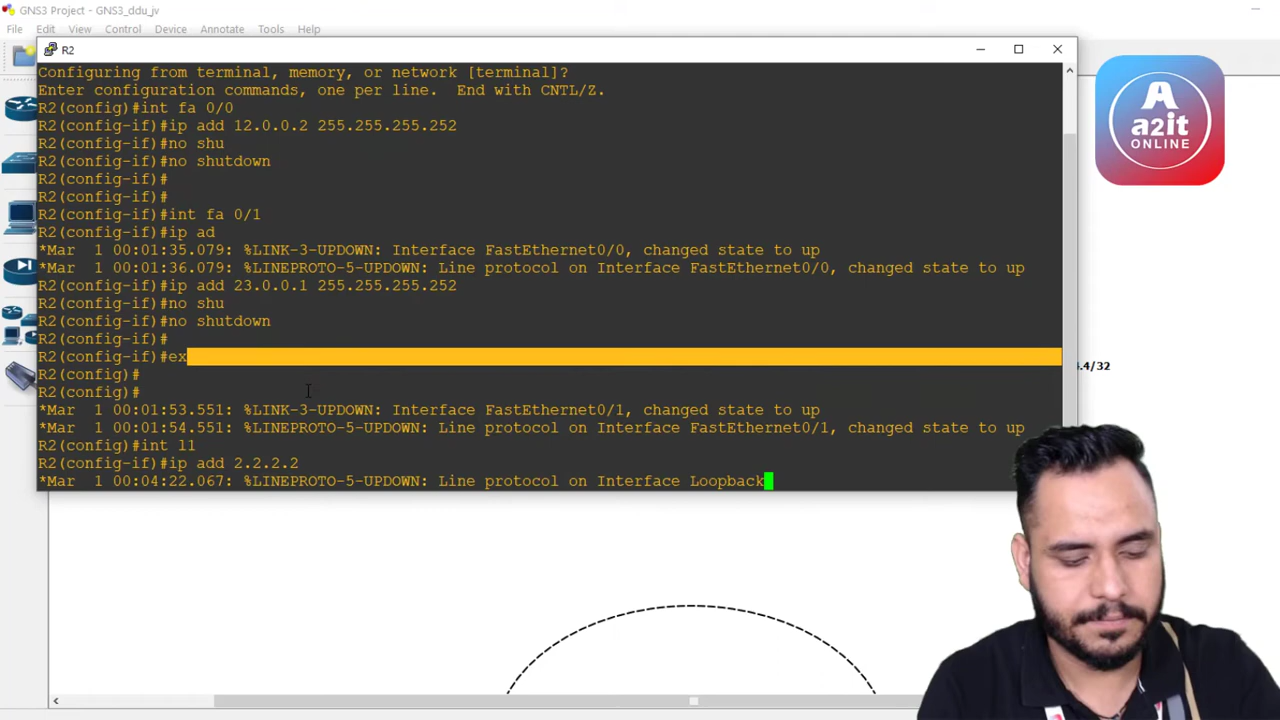 GNS3 Project - GNS3_ddu_jv
File Edit View Control Device Annotate Tools Help
R2
Configuring from terminal, memory, or network [terminal]?
Enter configuration commands, one per line.  End with CNTL/Z.
R2(config)#int fa 0/0
R2(config-if)#ip add 12.0.0.2 255.255.255.252
R2(config-if)#no shu
R2(config-if)#no shutdown
R2(config-if)#
R2(config-if)#
R2(config-if)#int fa 0/1
R2(config-if)#ip ad
*Mar  1 00:01:35.079: %LINK-3-UPDOWN: Interface FastEthernet0/0, changed state to up
*Mar  1 00:01:36.079: %LINEPROTO-5-UPDOWN: Line protocol on Interface FastEthernet0/0, changed state to up
R2(config-if)#ip add 23.0.0.1 255.255.255.252
R2(config-if)#no shu
R2(config-if)#no shutdown
R2(config-if)#
R2(config-if)#ex
R2(config)#
R2(config)#
*Mar  1 00:01:53.551: %LINK-3-UPDOWN: Interface FastEthernet0/1, changed state to up
*Mar  1 00:01:54.551: %LINEPROTO-5-UPDOWN: Line protocol on Interface FastEthernet0/1, changed state to up
R2(config)#int l1
R2(config-if)#ip add 2.2.2.2
*Mar  1 00:04:22.067: %LINEPROTO-5-UPDOWN: Line protocol on Interface Loopback
A
a2it
ONLINE
.4/32